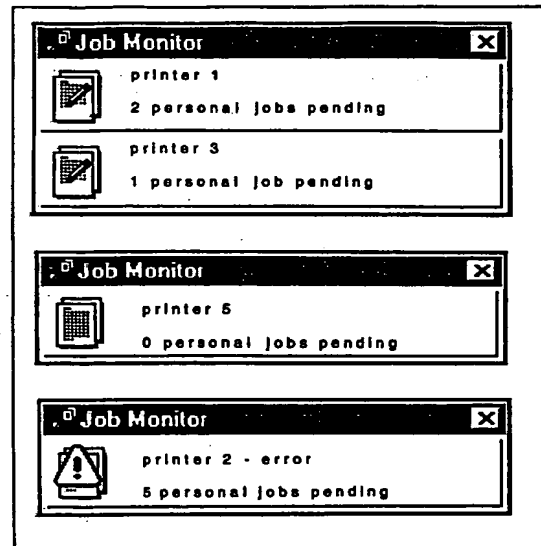 Job Monitor
printer 1
2 personal jobs pending
printer 3
1 personal job pending
Job Monitor
printer 5
0 personal jobs pending
Job Monitor
printer 2 - error
5 personal jobs pending